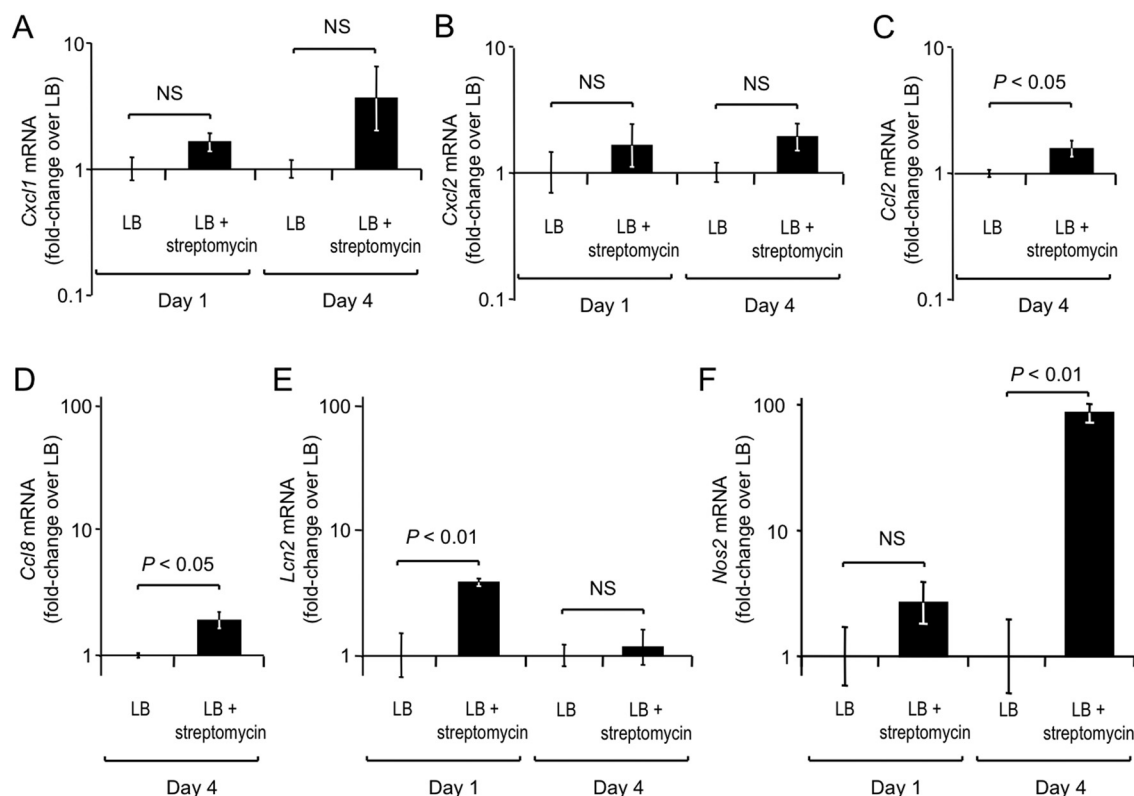 A
Cxcl1 mRNA
(fold-change over LB)
10
1
0.1
NS
NS
LB
LB +
streptomycin
LB
LB +
streptomycin
Day 1
Day 4
B
Cxcl2 mRNA
(fold-change over LB)
10
1
0.1
NS
NS
LB
LB +
streptomycin
LB
LB +
streptomycin
Day 1
Day 4
C
Ccl2 mRNA
(fold-change over LB)
10
1
0.1
P < 0.05
LB
LB +
streptomycin
Day 4
D
Ccl8 mRNA
(fold-change over LB)
100
10
1
P < 0.05
LB
LB +
streptomycin
Day 4
E
Lcn2 mRNA
(fold-change over LB)
100
10
1
P < 0.01
NS
LB
LB +
streptomycin
LB
LB +
streptomycin
Day 1
Day 4
F
Nos2 mRNA
(fold-change over LB)
100
10
1
NS
P < 0.01
LB
LB +
streptomycin
LB
LB +
streptomycin
Day 1
Day 4